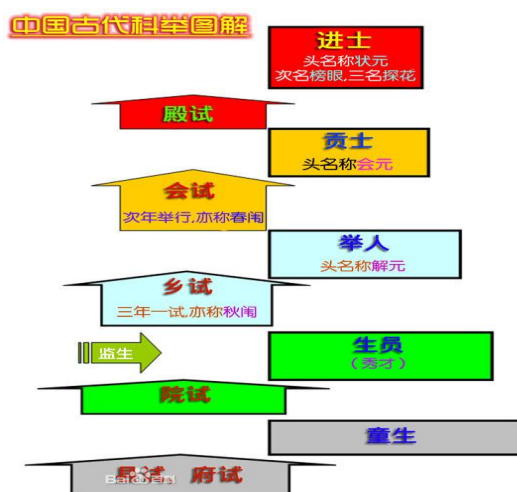 中国古代科举图解
进士
头名称状元
次名榜眼,三名探花
殿试
贡士
头名称会元
会试
次年举行,亦称春闱
举人
头名称解元
乡试
三年一试,亦称秋闱
监生
生员
(秀才)
院试
童生
府试